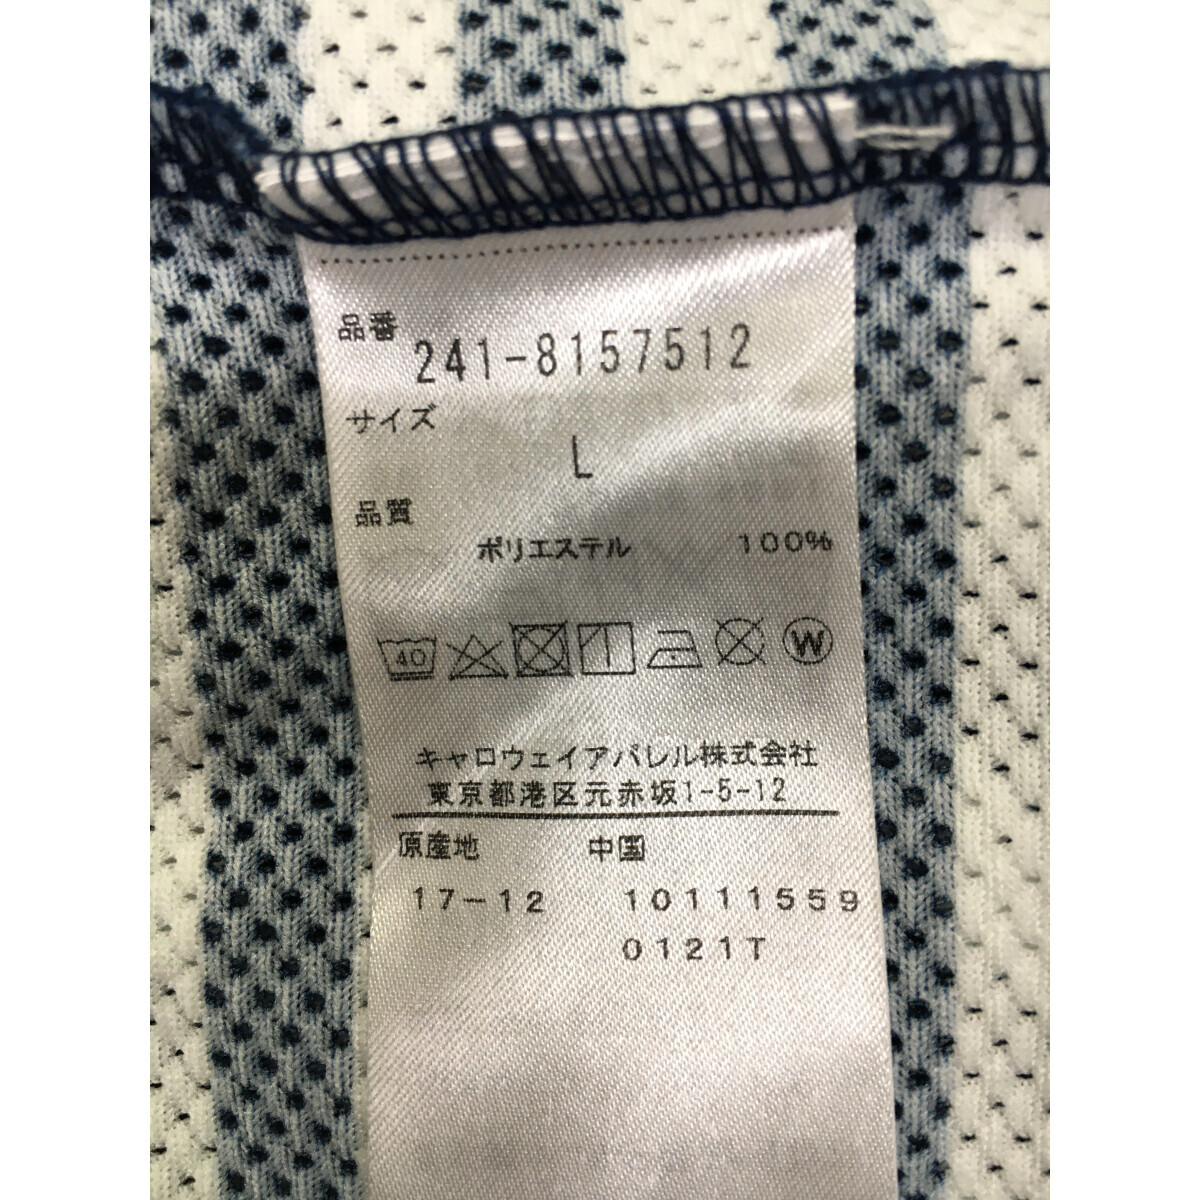 品番 241-8157512
サイズ
L
品質
ポリエステル 100%
40 W
キャロウェイアパレル株式会社
東京都港区元赤坂1-5-12
原産地 中国
17-12 10111559
0121T